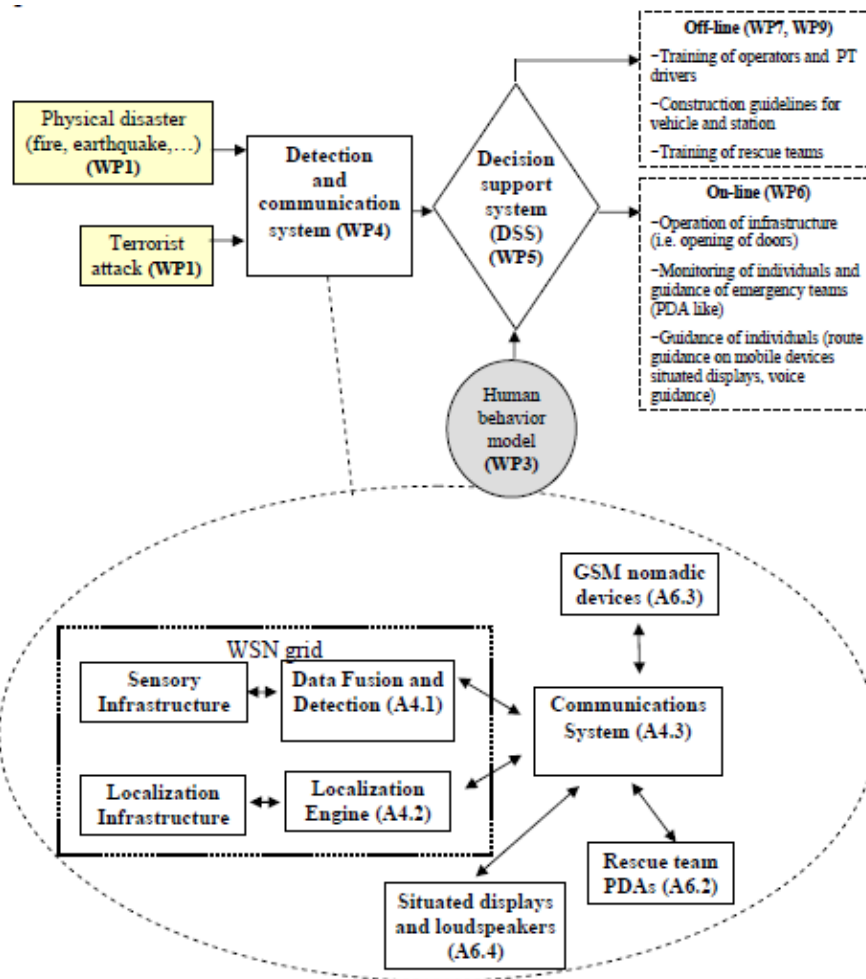 Off-line (WP7, WP9)
−Training of operators and PT
drivers
−Construction guidelines for
vehicle and station
−Training of rescue teams
Physical disaster
(fire, earthquake,…)
(WP1)
Detection
and
communication
system (WP4)
Decision
support
system
(DSS)
(WP5)
Terrorist
attack (WP1)
On-line (WP6)
−Operation of infrastructure
(i.e. opening of doors)
−Monitoring of individuals and
guidance of emergency teams
(PDA like)
−Guidance of individuals (route
guidance on mobile devices
situated displays, voice
guidance)
Human
behavior
model
(WP3)
GSM nomadic
devices (A6.3)
WSN grid
Sensory
Infrastructure
Data Fusion and
Detection (A4.1)
Communications
System (A4.3)
Localization
Infrastructure
Localization
Engine (A4.2)
Rescue team
PDAs (A6.2)
Situated displays
and loudspeakers
(A6.4)